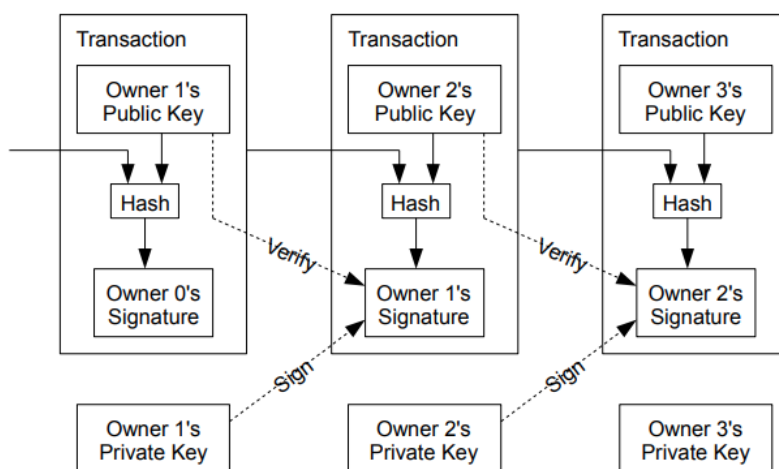 Transaction
Transaction
Transaction
Owner 1's
Public Key
Owner 2's
Public Key
Owner 3's
Public Key
Hash
Hash
Hash
Verify
Verify
Owner 0's
Signature
Owner 1's
Signature
Owner 2's
Signature
Sign
Sign
Owner 1's
Private Key
Owner 2's
Private Key
Owner 3's
Private Key